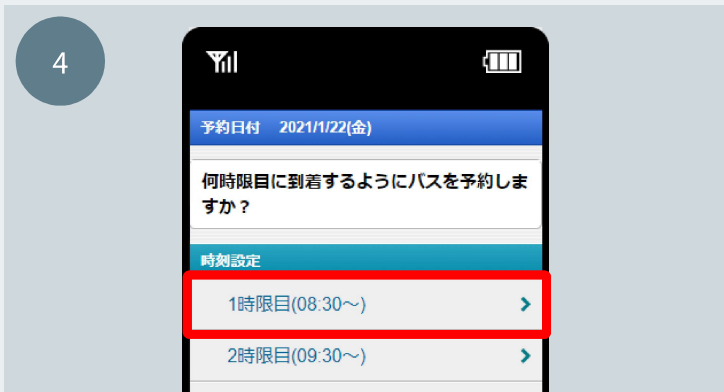 4
予約日付 2021/1/22(金)
何時限目に到着するようにバスを予約しま
すか？
時刻設定
1時限目(08:30～)
2時限目(09:30～)